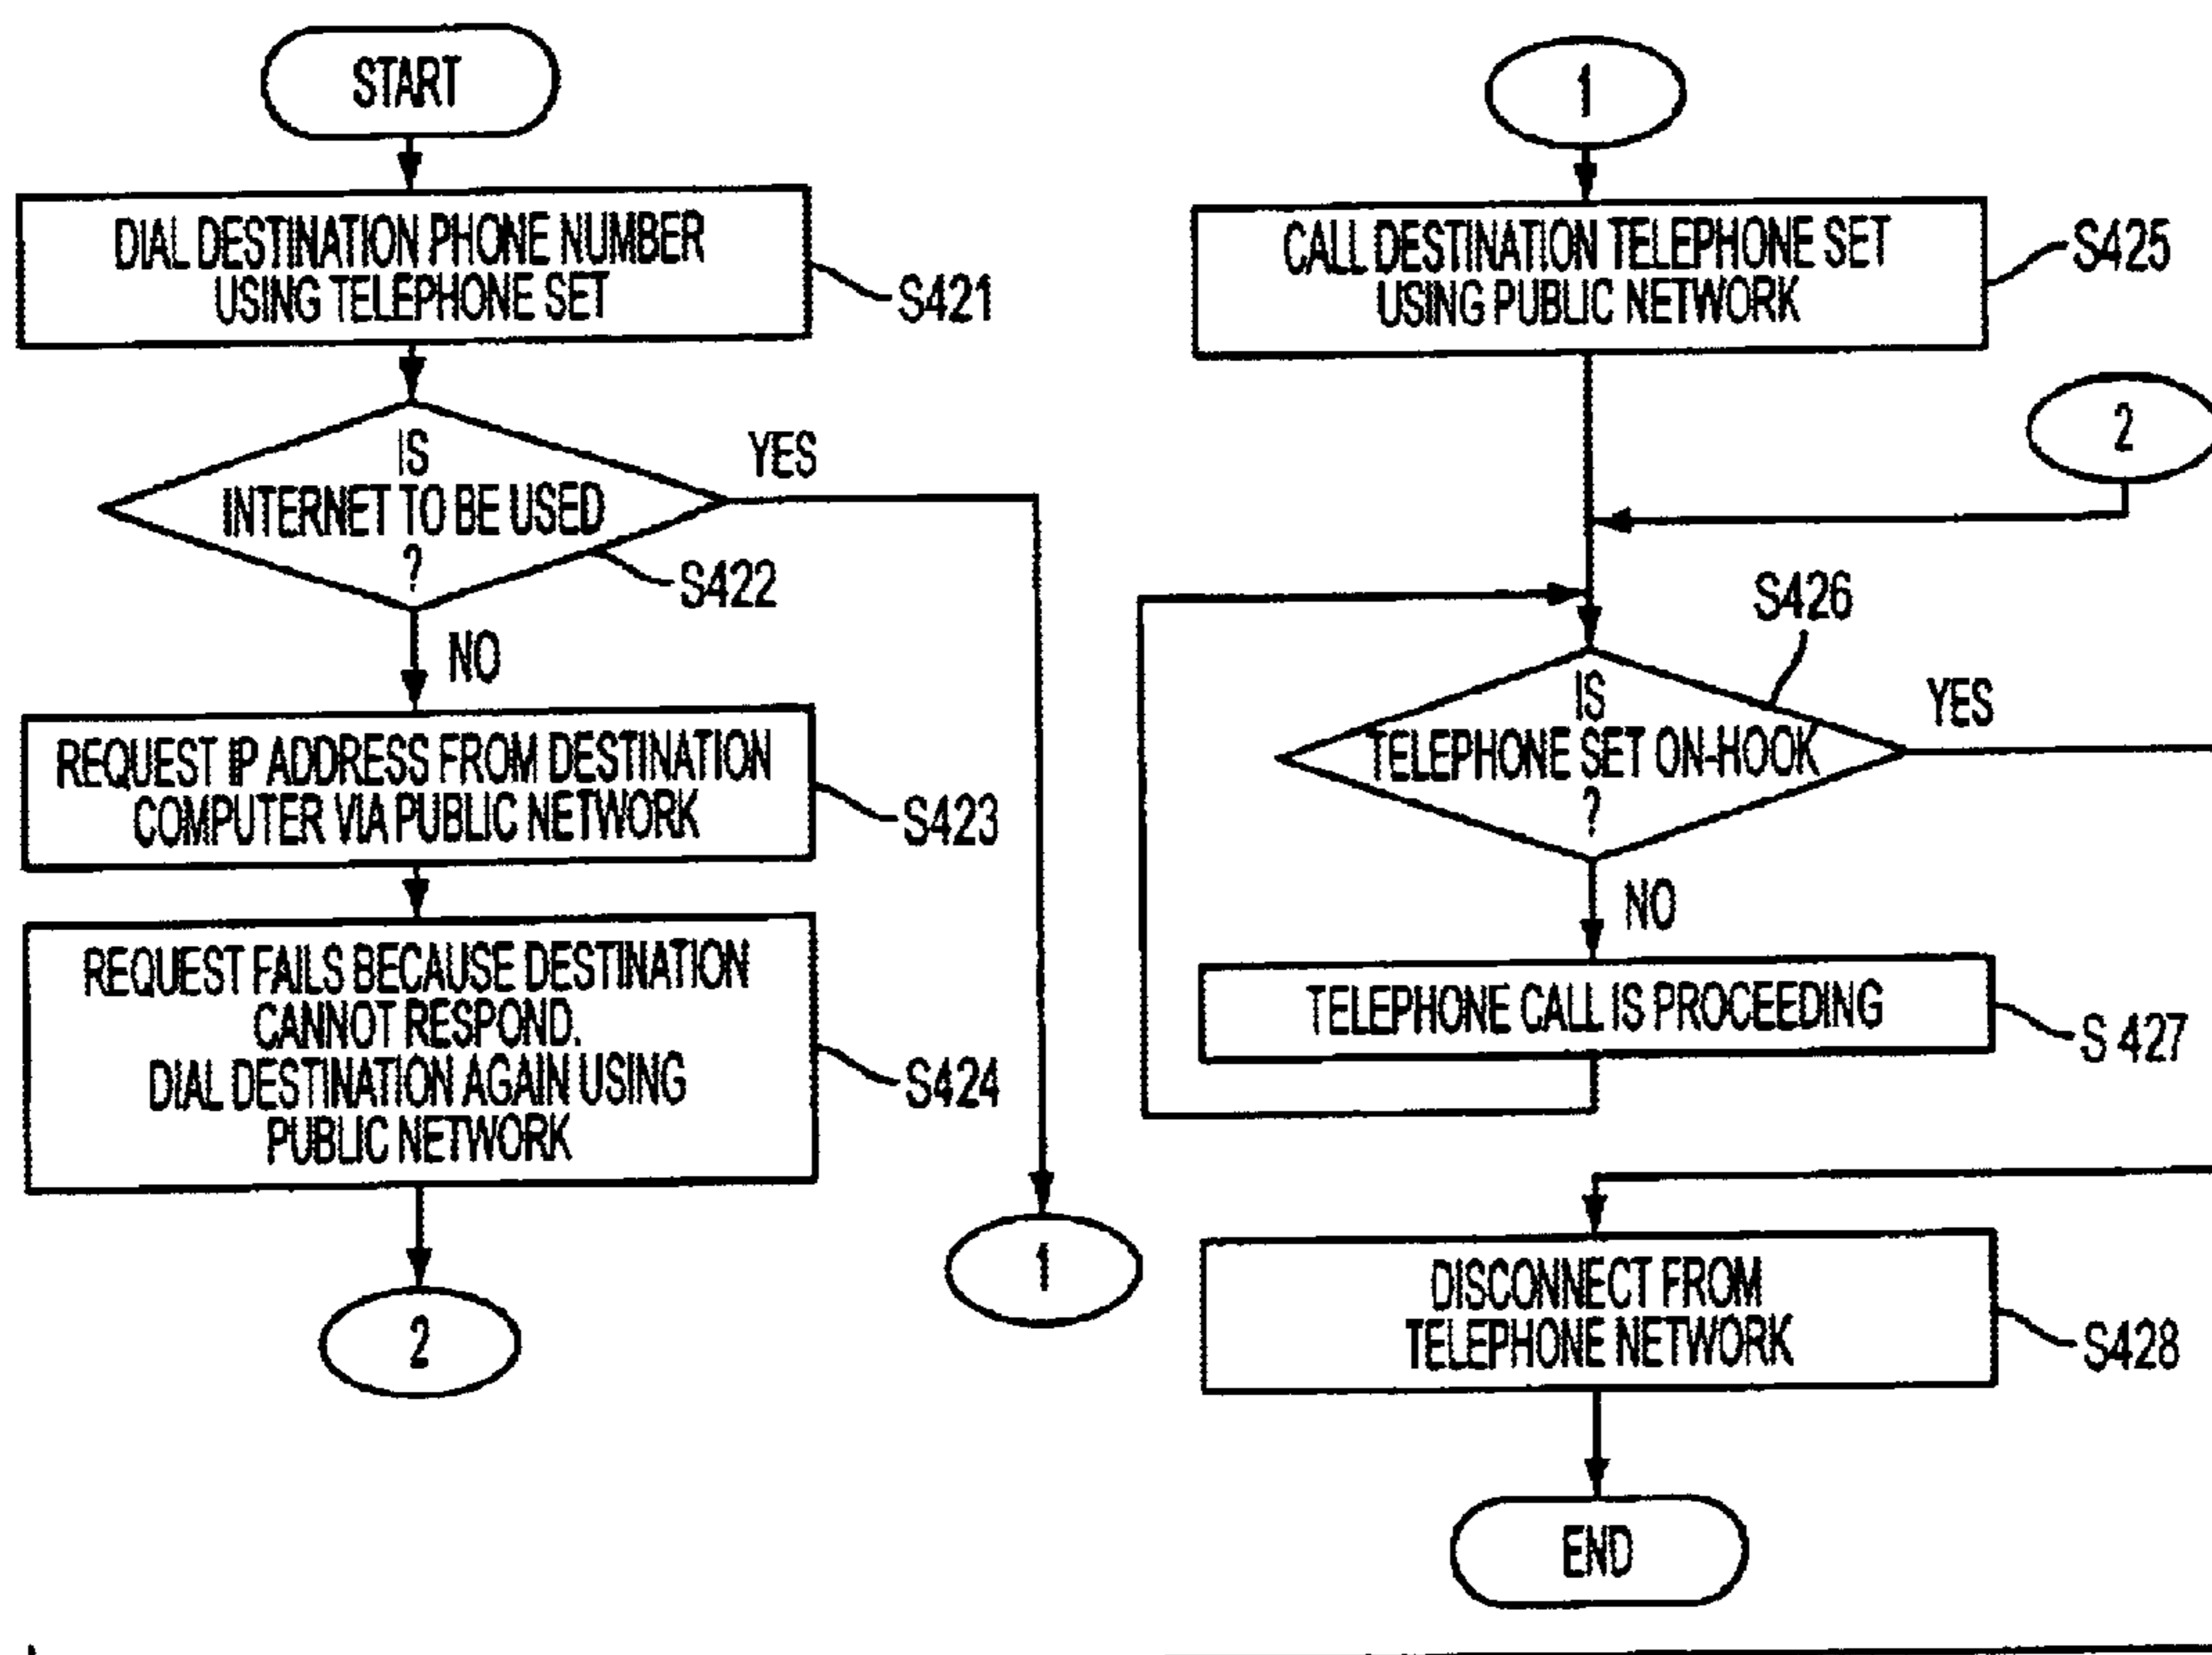 START
DIAL DESTINATION PHONE NUMBER
USING TELEPHONE SET
S421
IS
INTERNET TO BE USED
?
YES
S422
NO
REQUEST IP ADDRESS FROM DESTINATION
COMPUTER VIA PUBLIC NETWORK
S423
REQUEST FAILS BECAUSE DESTINATION
CANNOT RESPOND.
DIAL DESTINATION AGAIN USING
PUBLIC NETWORK
S424
2
1
1
CALL DESTINATION TELEPHONE SET
USING PUBLIC NETWORK
S425
2
S426
IS
TELEPHONE SET ON-HOOK
?
YES
NO
TELEPHONE CALL IS PROCEEDING
S 427
DISCONNECT FROM
TELEPHONE NETWORK
S428
END